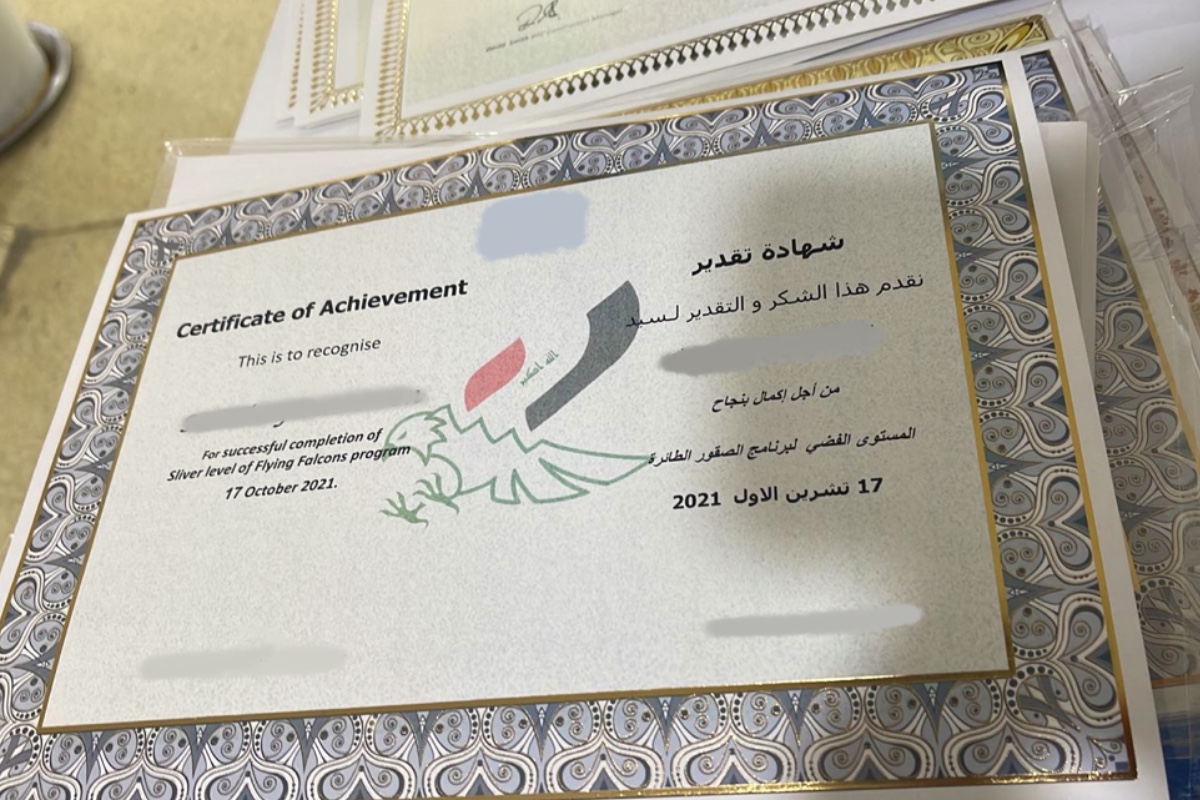 Certificate of Achievement
This is to recognise
For successful completion of
Sliver level of Flying Falcons program
17 October 2021.
الله اكبر
شهادة تقدير
نقدم هذا الشكر و التقدير لسيد
من أجل إكمال بنجاح
المستوى الفضي لبرنامج الصقور الطائرة
17 تشرين الاول 2021